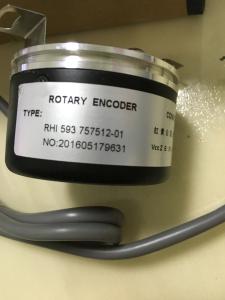 ROTARY ENCODER
TYPE:
RHI 593 757512-01
NO:201605179631